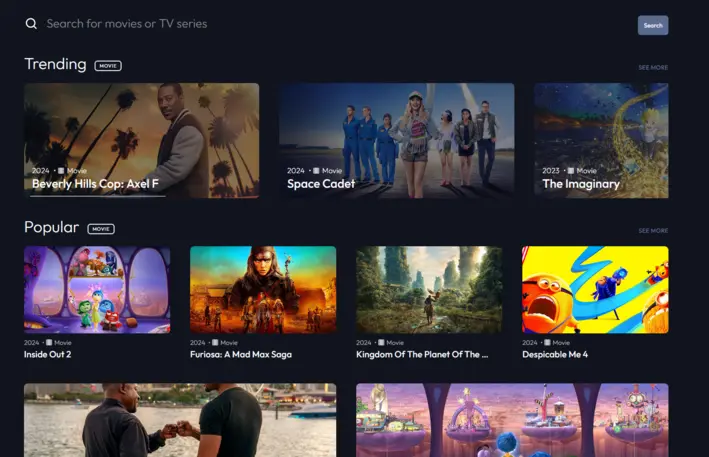 Search for movies or TV series
Search
Trending MOVIE
SEE MORE
2024 • Movie
Beverly Hills Cop: Axel F
2024 • Movie
Space Cadet
2023 • Movie
The Imaginary
Popular MOVIE
SEE MORE
2024 • Movie
Inside Out 2
2024 • Movie
Furiosa: A Mad Max Saga
2024 • Movie
Kingdom Of The Planet Of The ...
2024 • Movie
Despicable Me 4